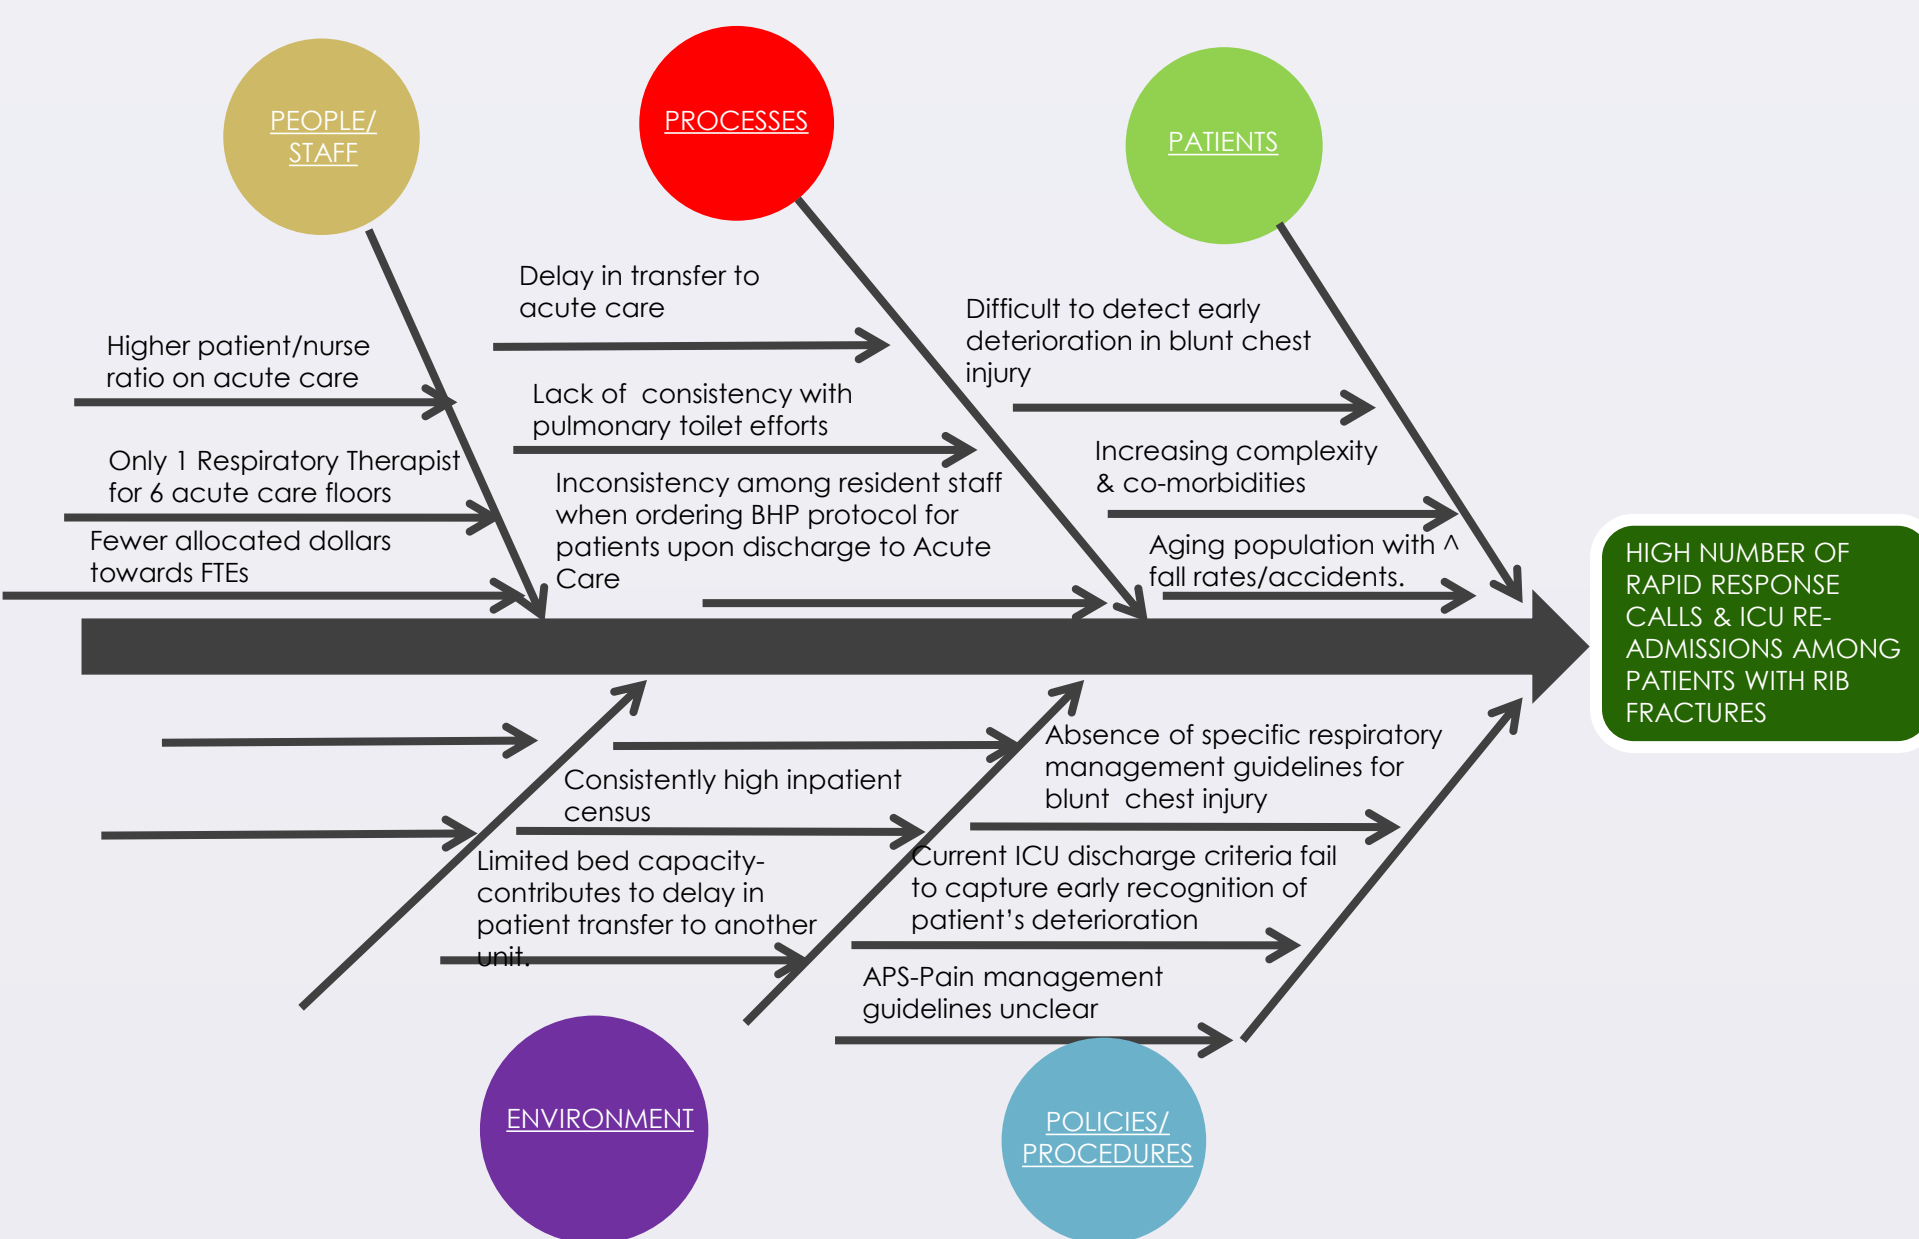 PEOPLE/
STAFF
PROCESSES
PATIENTS
Higher patient/nurse
ratio on acute care
Only 1 Respiratory Therapist
for 6 acute care floors
Fewer allocated dollars
towards FTEs
Delay in transfer to
acute care
Lack of  consistency with
pulmonary toilet efforts
Inconsistency among resident staff
when ordering BHP protocol for
patients upon discharge to Acute
Care
Difficult to detect early
deterioration in blunt chest
injury
Increasing complexity
& co-morbidities
Aging population with ^
fall rates/accidents.
HIGH NUMBER OF
RAPID RESPONSE
CALLS & ICU RE-
ADMISSIONS AMONG
PATIENTS WITH RIB
FRACTURES
Consistently high inpatient
census
Limited bed capacity-
contributes to delay in
patient transfer to another
unit.
Absence of specific respiratory
management guidelines for
blunt  chest injury
Current ICU discharge criteria fail
to capture early recognition of
patient’s deterioration
APS-Pain management
guidelines unclear
ENVIRONMENT
POLICIES/
PROCEDURES